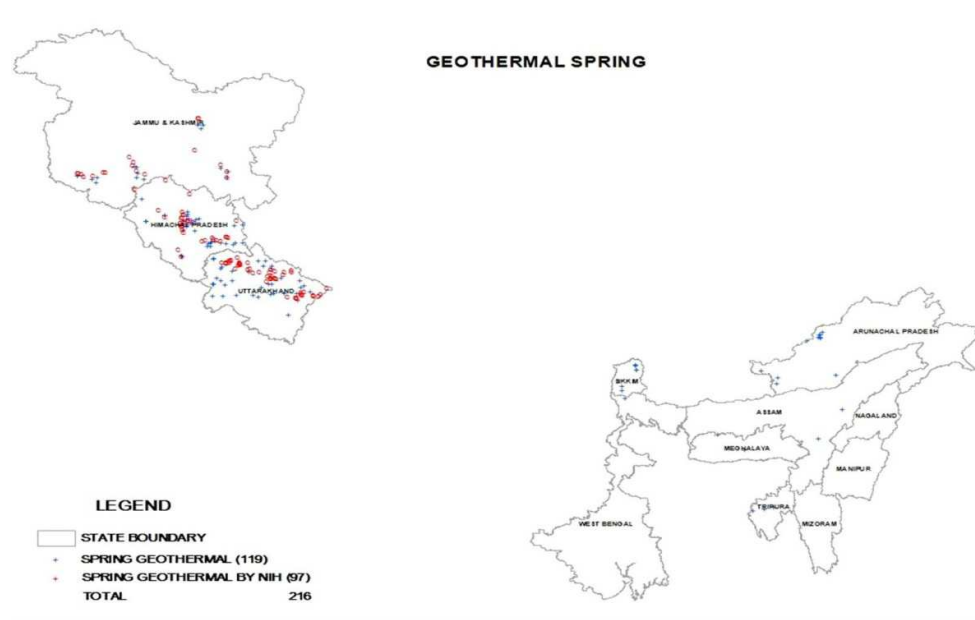 GEOTHERMAL SPRING
JAMMU & KASHMIR
HIMACHAL PRADESH
UTTARAKHAND
ARUNACHAL PRADESH
SIKKIM
ASSAM
NAGALAND
MEGHALAYA
MANIPUR
TRIPURA
WEST BENGAL
MIZORAM
LEGEND
STATE BOUNDARY
SPRING GEOTHERMAL (119)
SPRING GEOTHERMAL BY NIH (97)
TOTAL 216